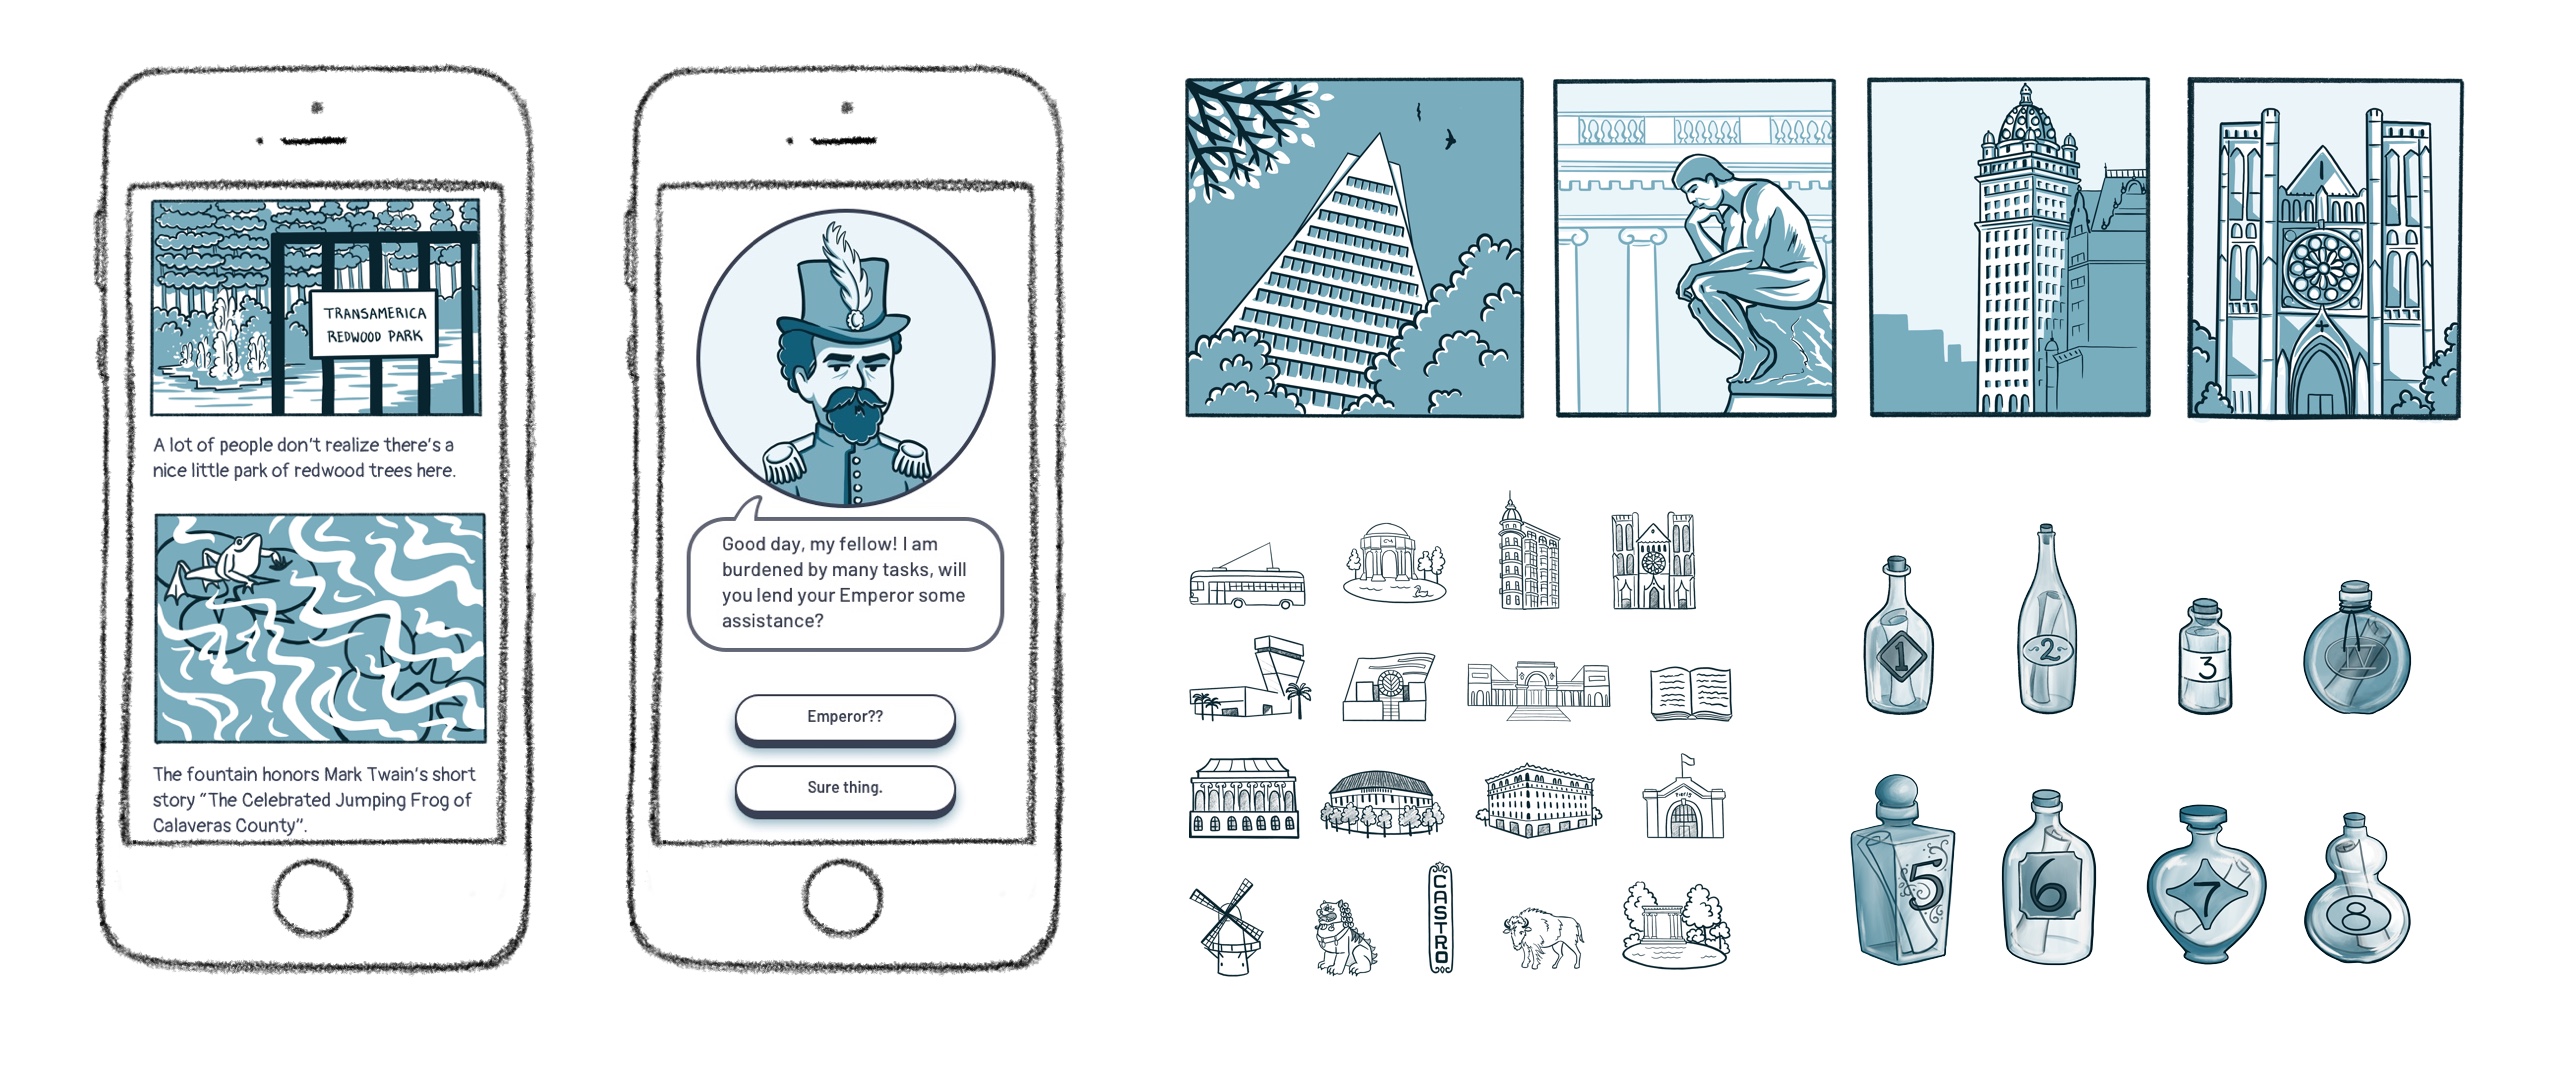 TRANSAMERICA
REDWOOD PARK
A lot of people don't realize there's a
nice little park of redwood trees here.
The fountain honors Mark Twain's short
story "The Celebrated Jumping Frog of
Calaveras County".
Good day, my fellow! I am
burdened by many tasks, will
you lend your Emperor some
assistance?
Emperor??
Sure thing.
CASTRO
1
2
3
IV
5
6
7
8